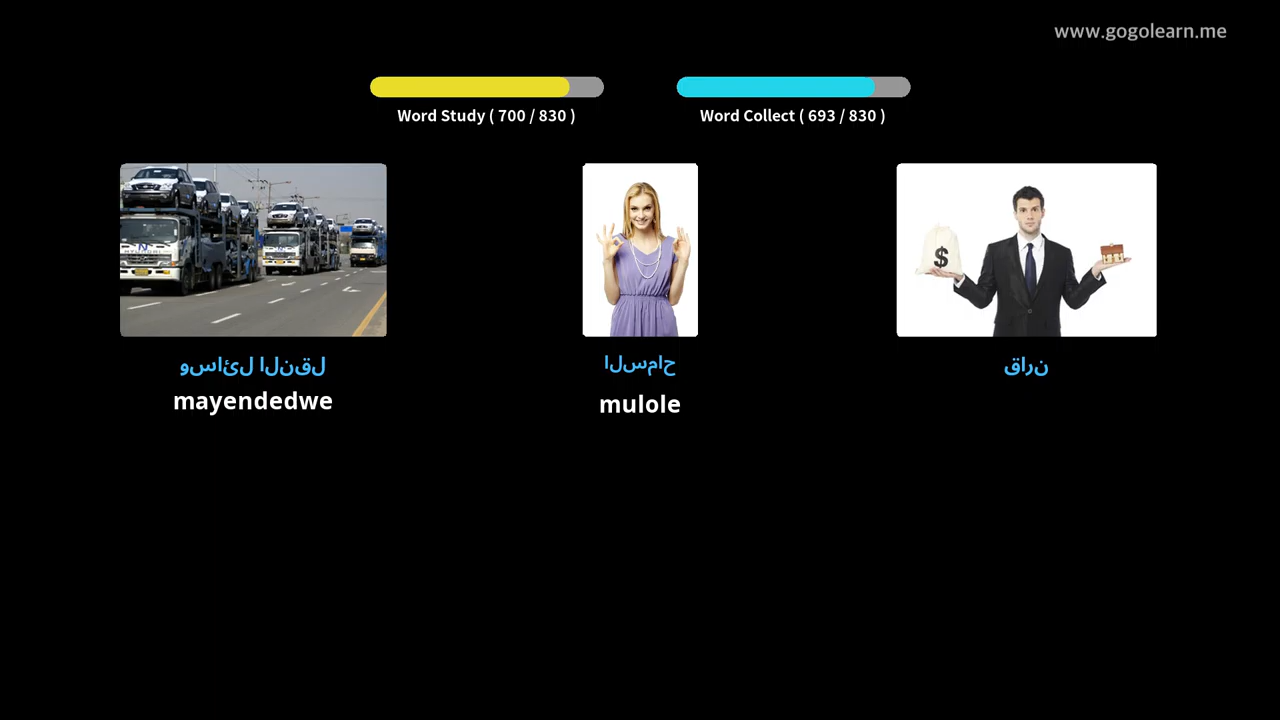 www.gogolearn.me
Word Study ( 700 / 830 )
Word Collect ( 693 / 830 )
وسائل النقل
mayendedwe
السماح
mulole
قارن